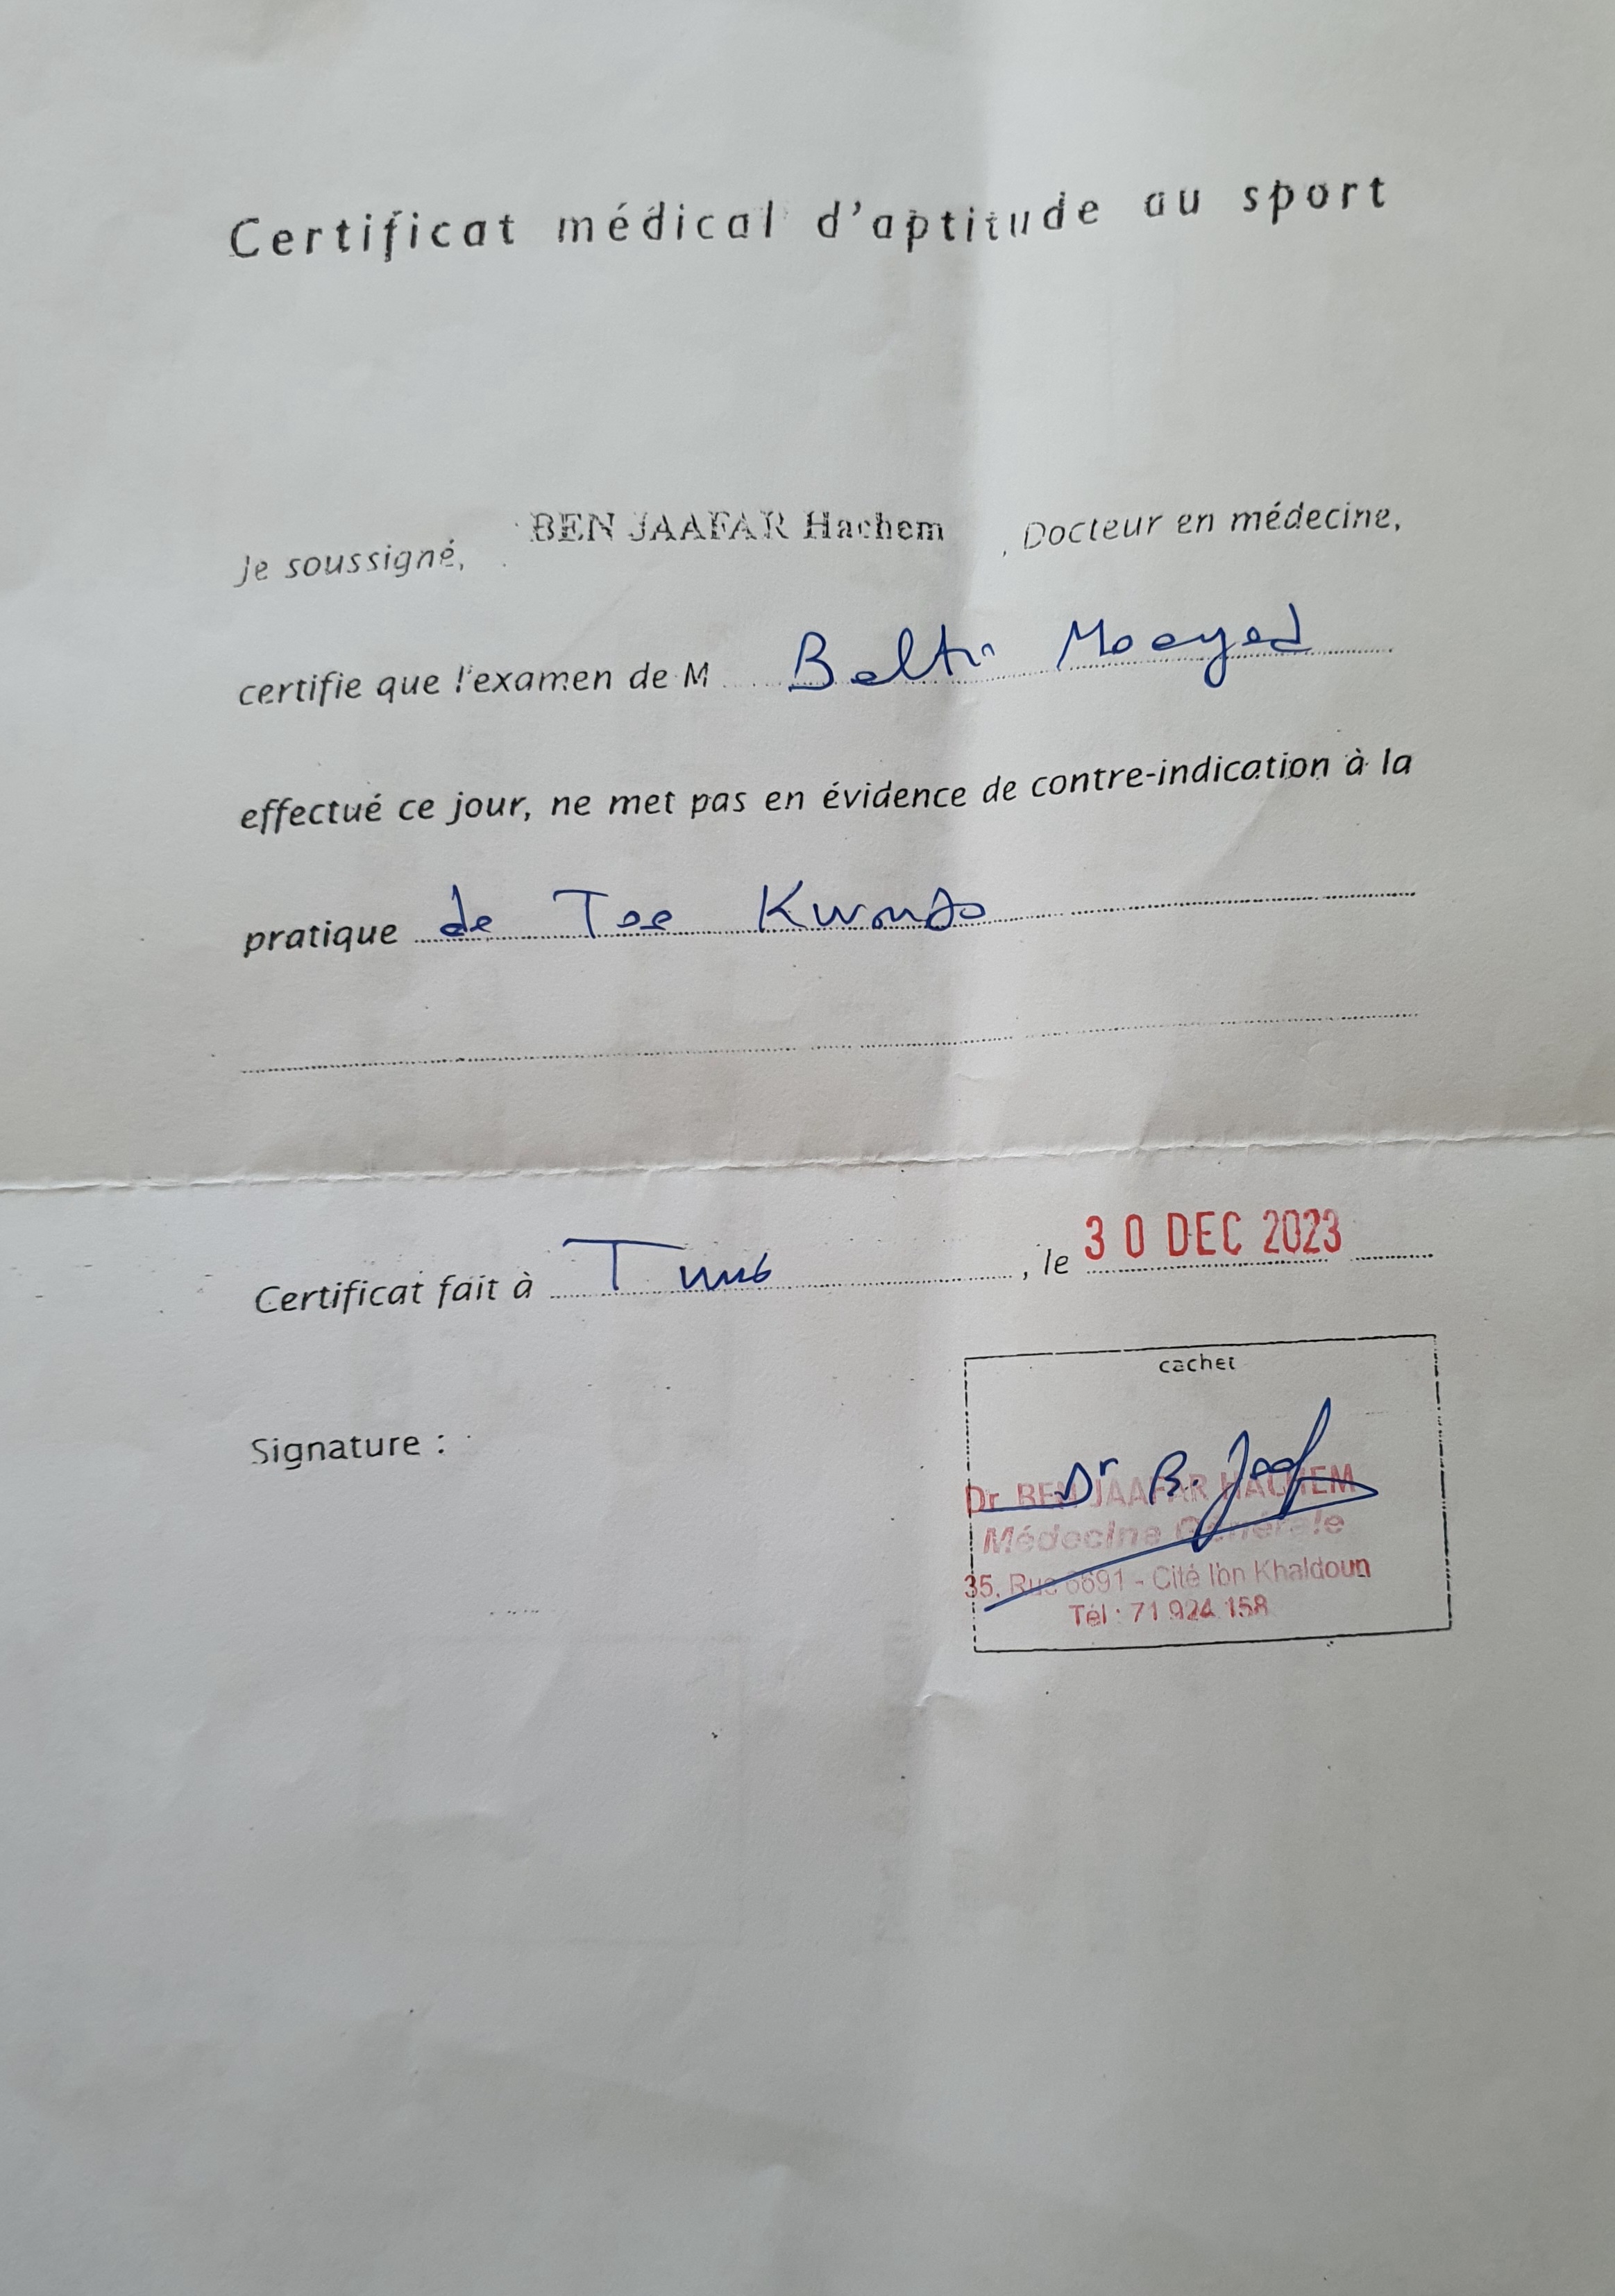 Certificat médical d'aptitude au sport
Je soussigné, BEN JAAFAR Hachem, Docteur en médecine,
certifie que l'examen de M Moayed
effectué ce jour, ne met pas en évidence de contre-indication à la
pratique de Tae Kwondo
Certificat fait à Tunis, le 30 DEC 2023
cachet
Signature :
Dr B. Jaaf
Dr BEN JAAFAR HACHEM
Médecine Générale
35, Rue 6691 - Cité Ibn Khaldoun
Tél : 71 924 158